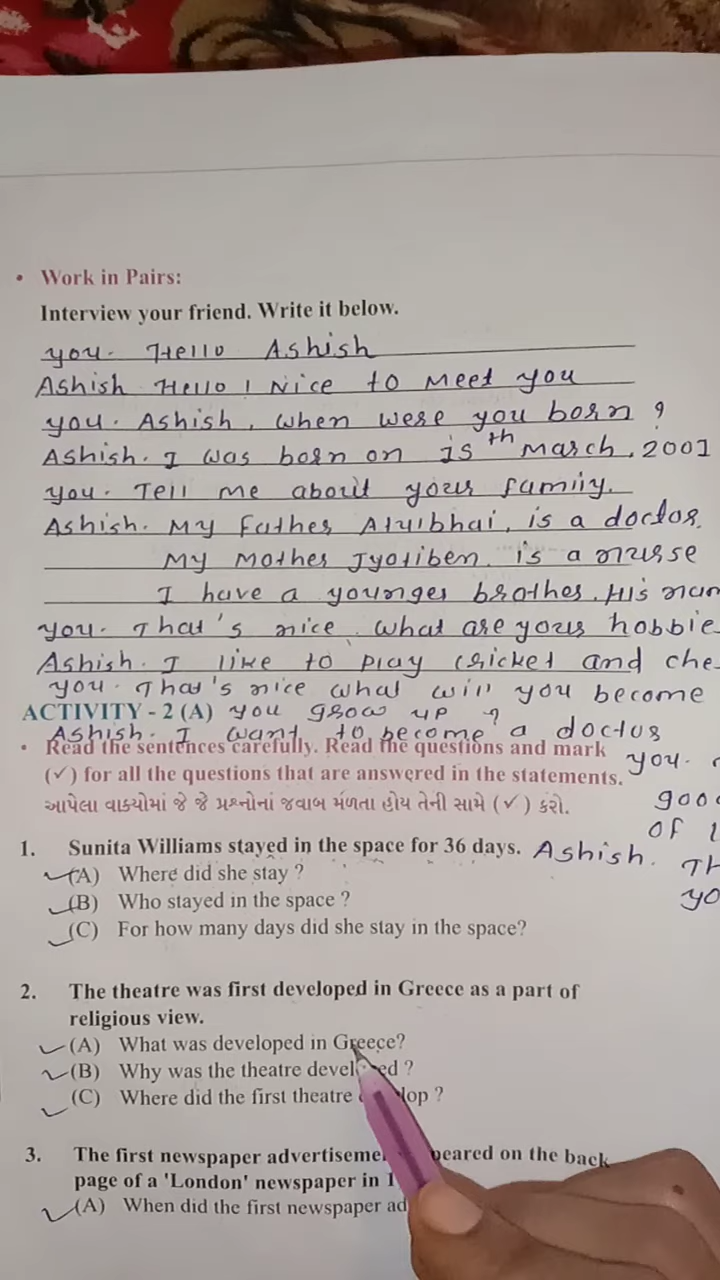 • Work in Pairs:
Interview your friend. Write it below.
you. Hello Ashish
Ashish Hello! Nice to meet you
you. Ashish, when were you born?
Ashish. I was born on 15th March, 2001
you. Tell me about your family.
Ashish. My Father Atulbhai, is a doctor.
My Mother Jyotiben. is a nurse
I have a younger brother. His
you. That's nice. what are your hobbie
Ashish. I like to play cricket and
you. That's nice what will you become
ACTIVITY - 2 (A) you grow up ?
Ashish. I want to become a doctor
• Read the sentences carefully. Read the questions and mark
you.
(✓) for all the questions that are answered in the statements.
આપેલા વાક્યોમાં જે જે પ્રશ્નોનાં જવાબ મળતા હોય તેની સામે (✓) કરો.
of
1. Sunita Williams stayed in the space for 36 days. Ashish.
✓(A) Where did she stay ?
✓(B) Who stayed in the space ?
✓(C) For how many days did she stay in the space?
2. The theatre was first developed in Greece as a part of
religious view.
✓(A) What was developed in Greece?
✓(B) Why was the theatre developed ?
✓(C) Where did the first theatre develop ?
3. The first newspaper advertisement appeared on the back
page of a 'London' newspaper in
✓(A) When did the first newspaper